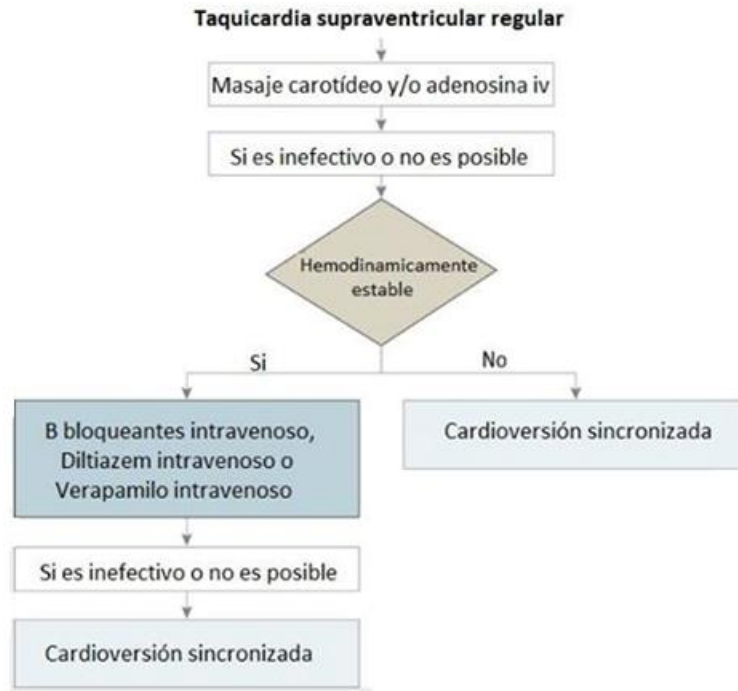 Taquicardia supraventricular regular
Masaje carotídeo y/o adenosina iv
Si es inefectivo o no es posible
Hemodinamicamente
estable
Si
No
B bloqueantes intravenoso,
Diltiazem intravenoso o
Verapamilo intravenoso
Cardioversión sincronizada
Si es inefectivo o no es posible
Cardioversión sincronizada